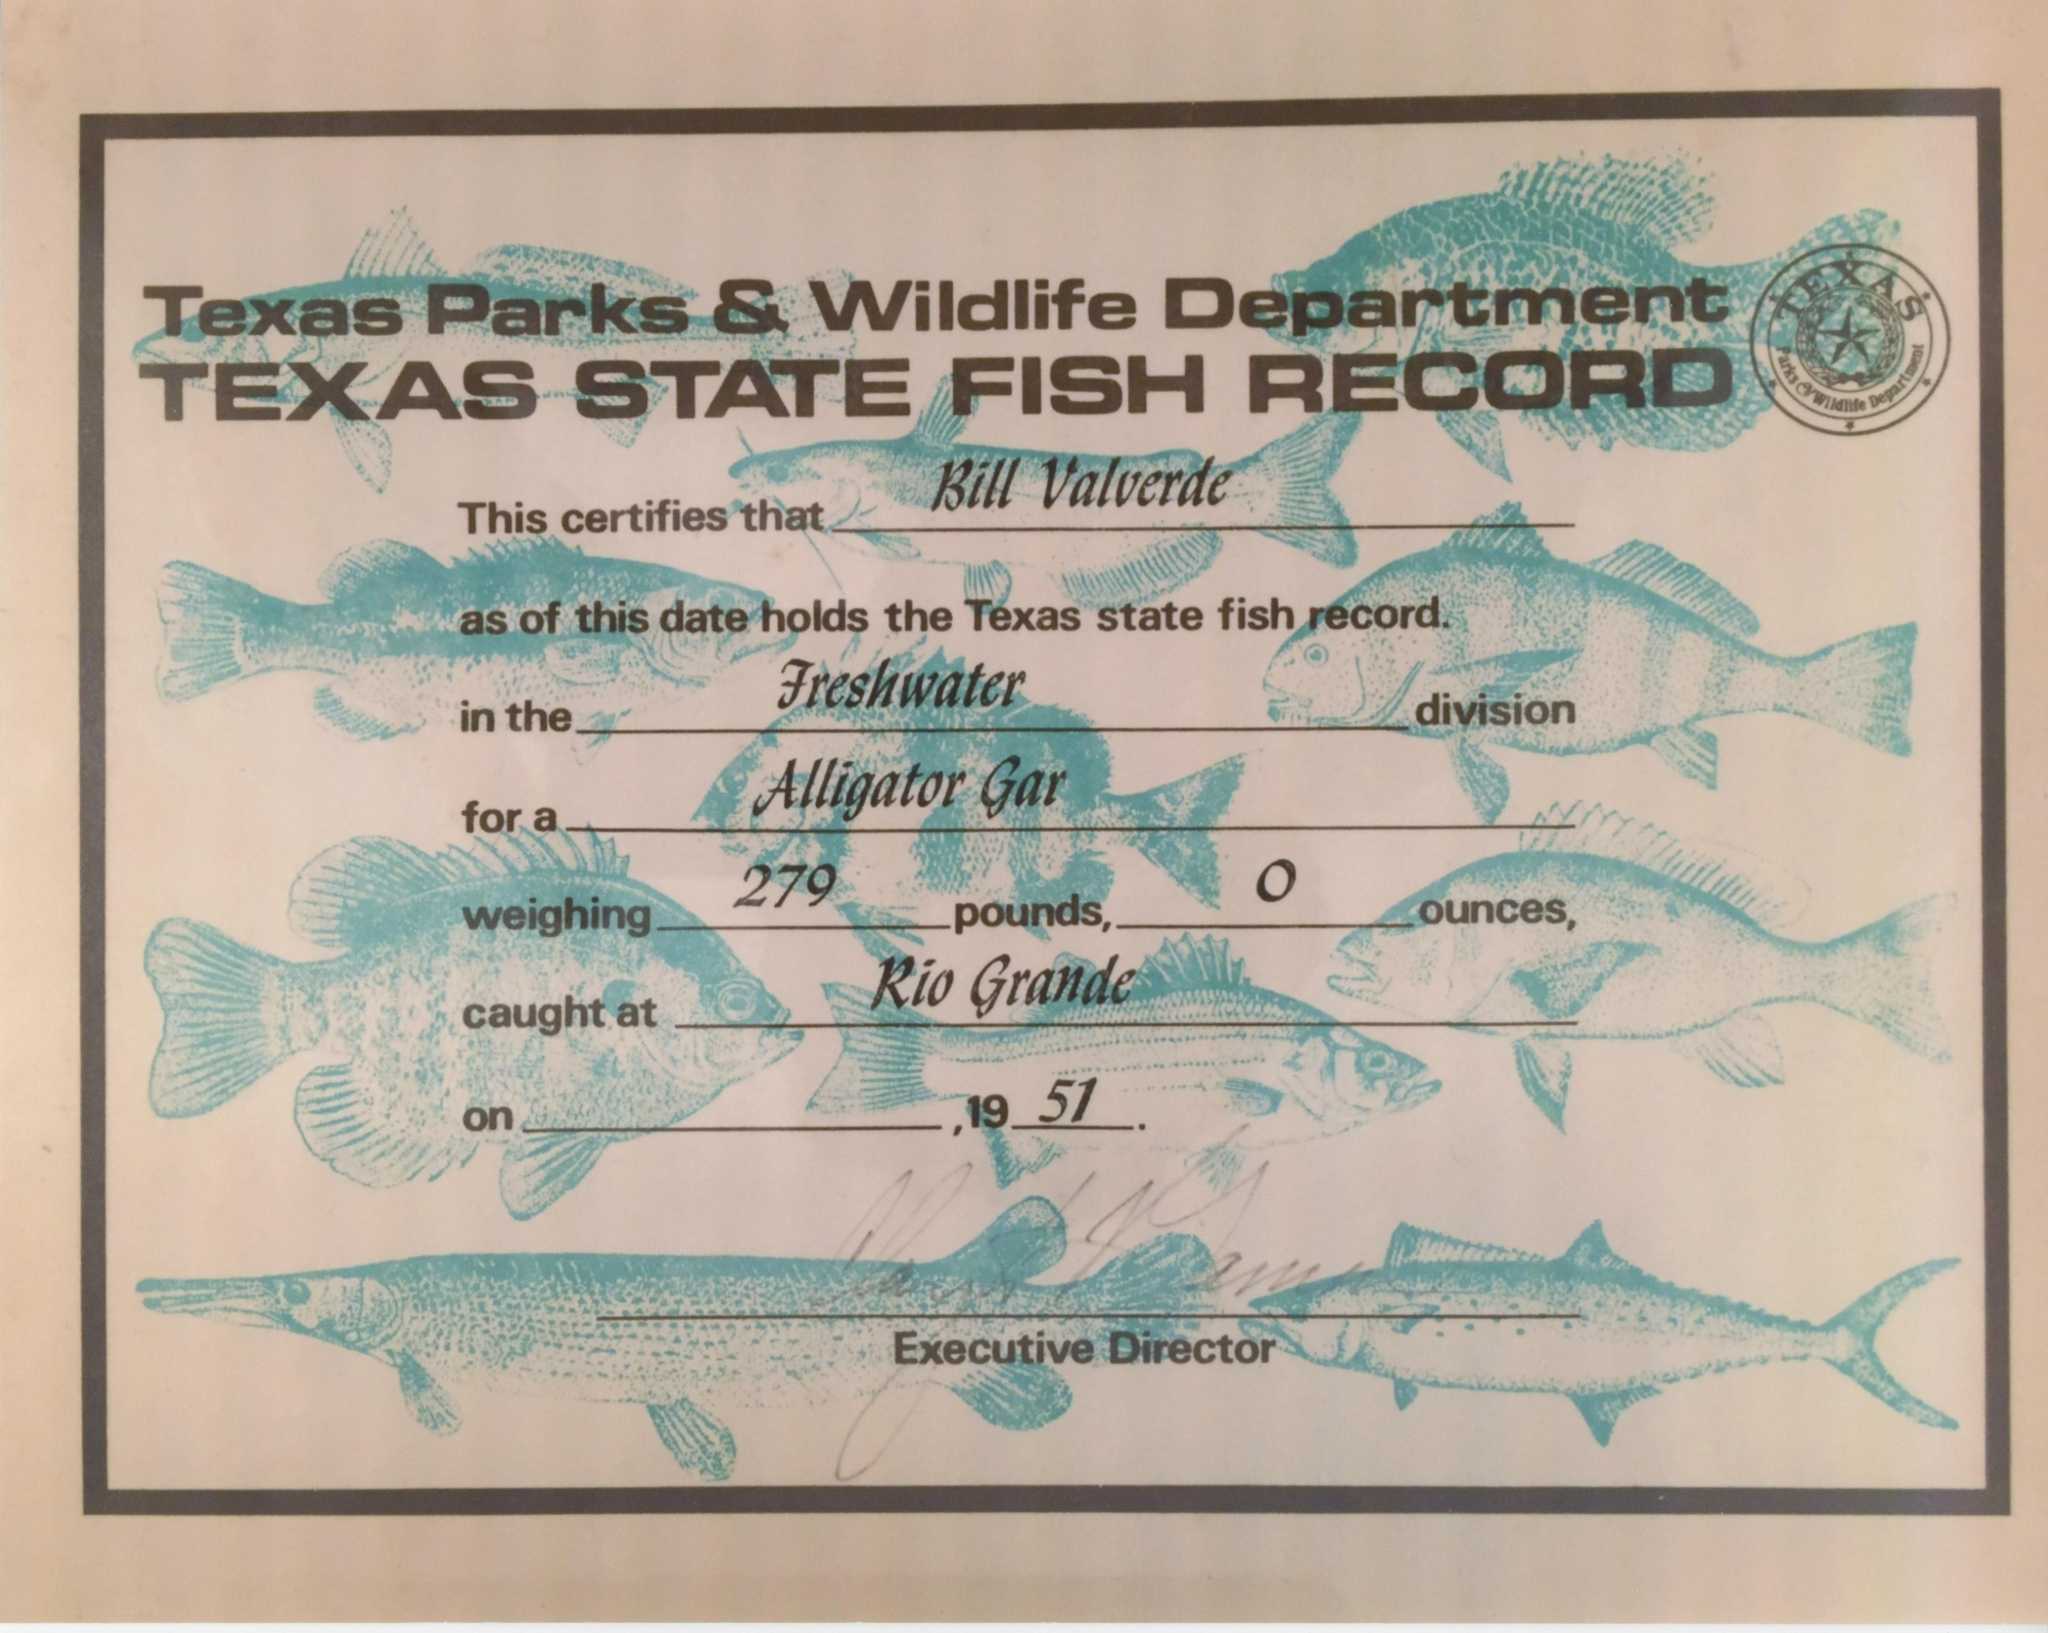 Texas Parks & Wildlife Department
TEXAS STATE FISH RECORD
TEXAS
Parks & Wildlife Department
This certifies that Bill Valverde
as of this date holds the Texas state fish record.
in the Freshwater division
for a Alligator Gar
weighing 279 pounds, 0 ounces,
caught at Rio Grande
on , 19 51.
Executive Director